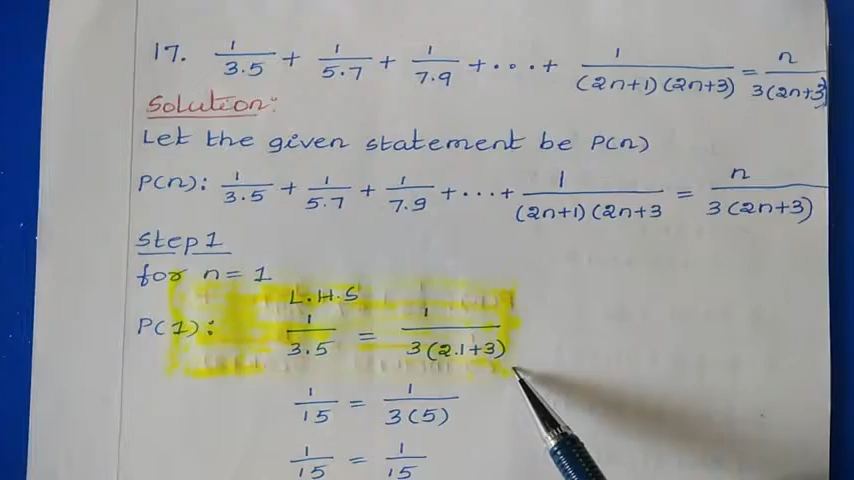 17. 1/3.5 + 1/5.7 + 1/7.9 + ... + 1/(2n+1)(2n+3) = n/3(2n+3)
Solution:
Let the given statement be P(n)
P(n): 1/3.5 + 1/5.7 + 1/7.9 + ... + 1/(2n+1)(2n+3 = n/3(2n+3)
Step1
for n=1
L.H.S
P(1): 1/3.5 = 1/3(2.1+3)
1/15 = 1/3(5)
1/15 = 1/15